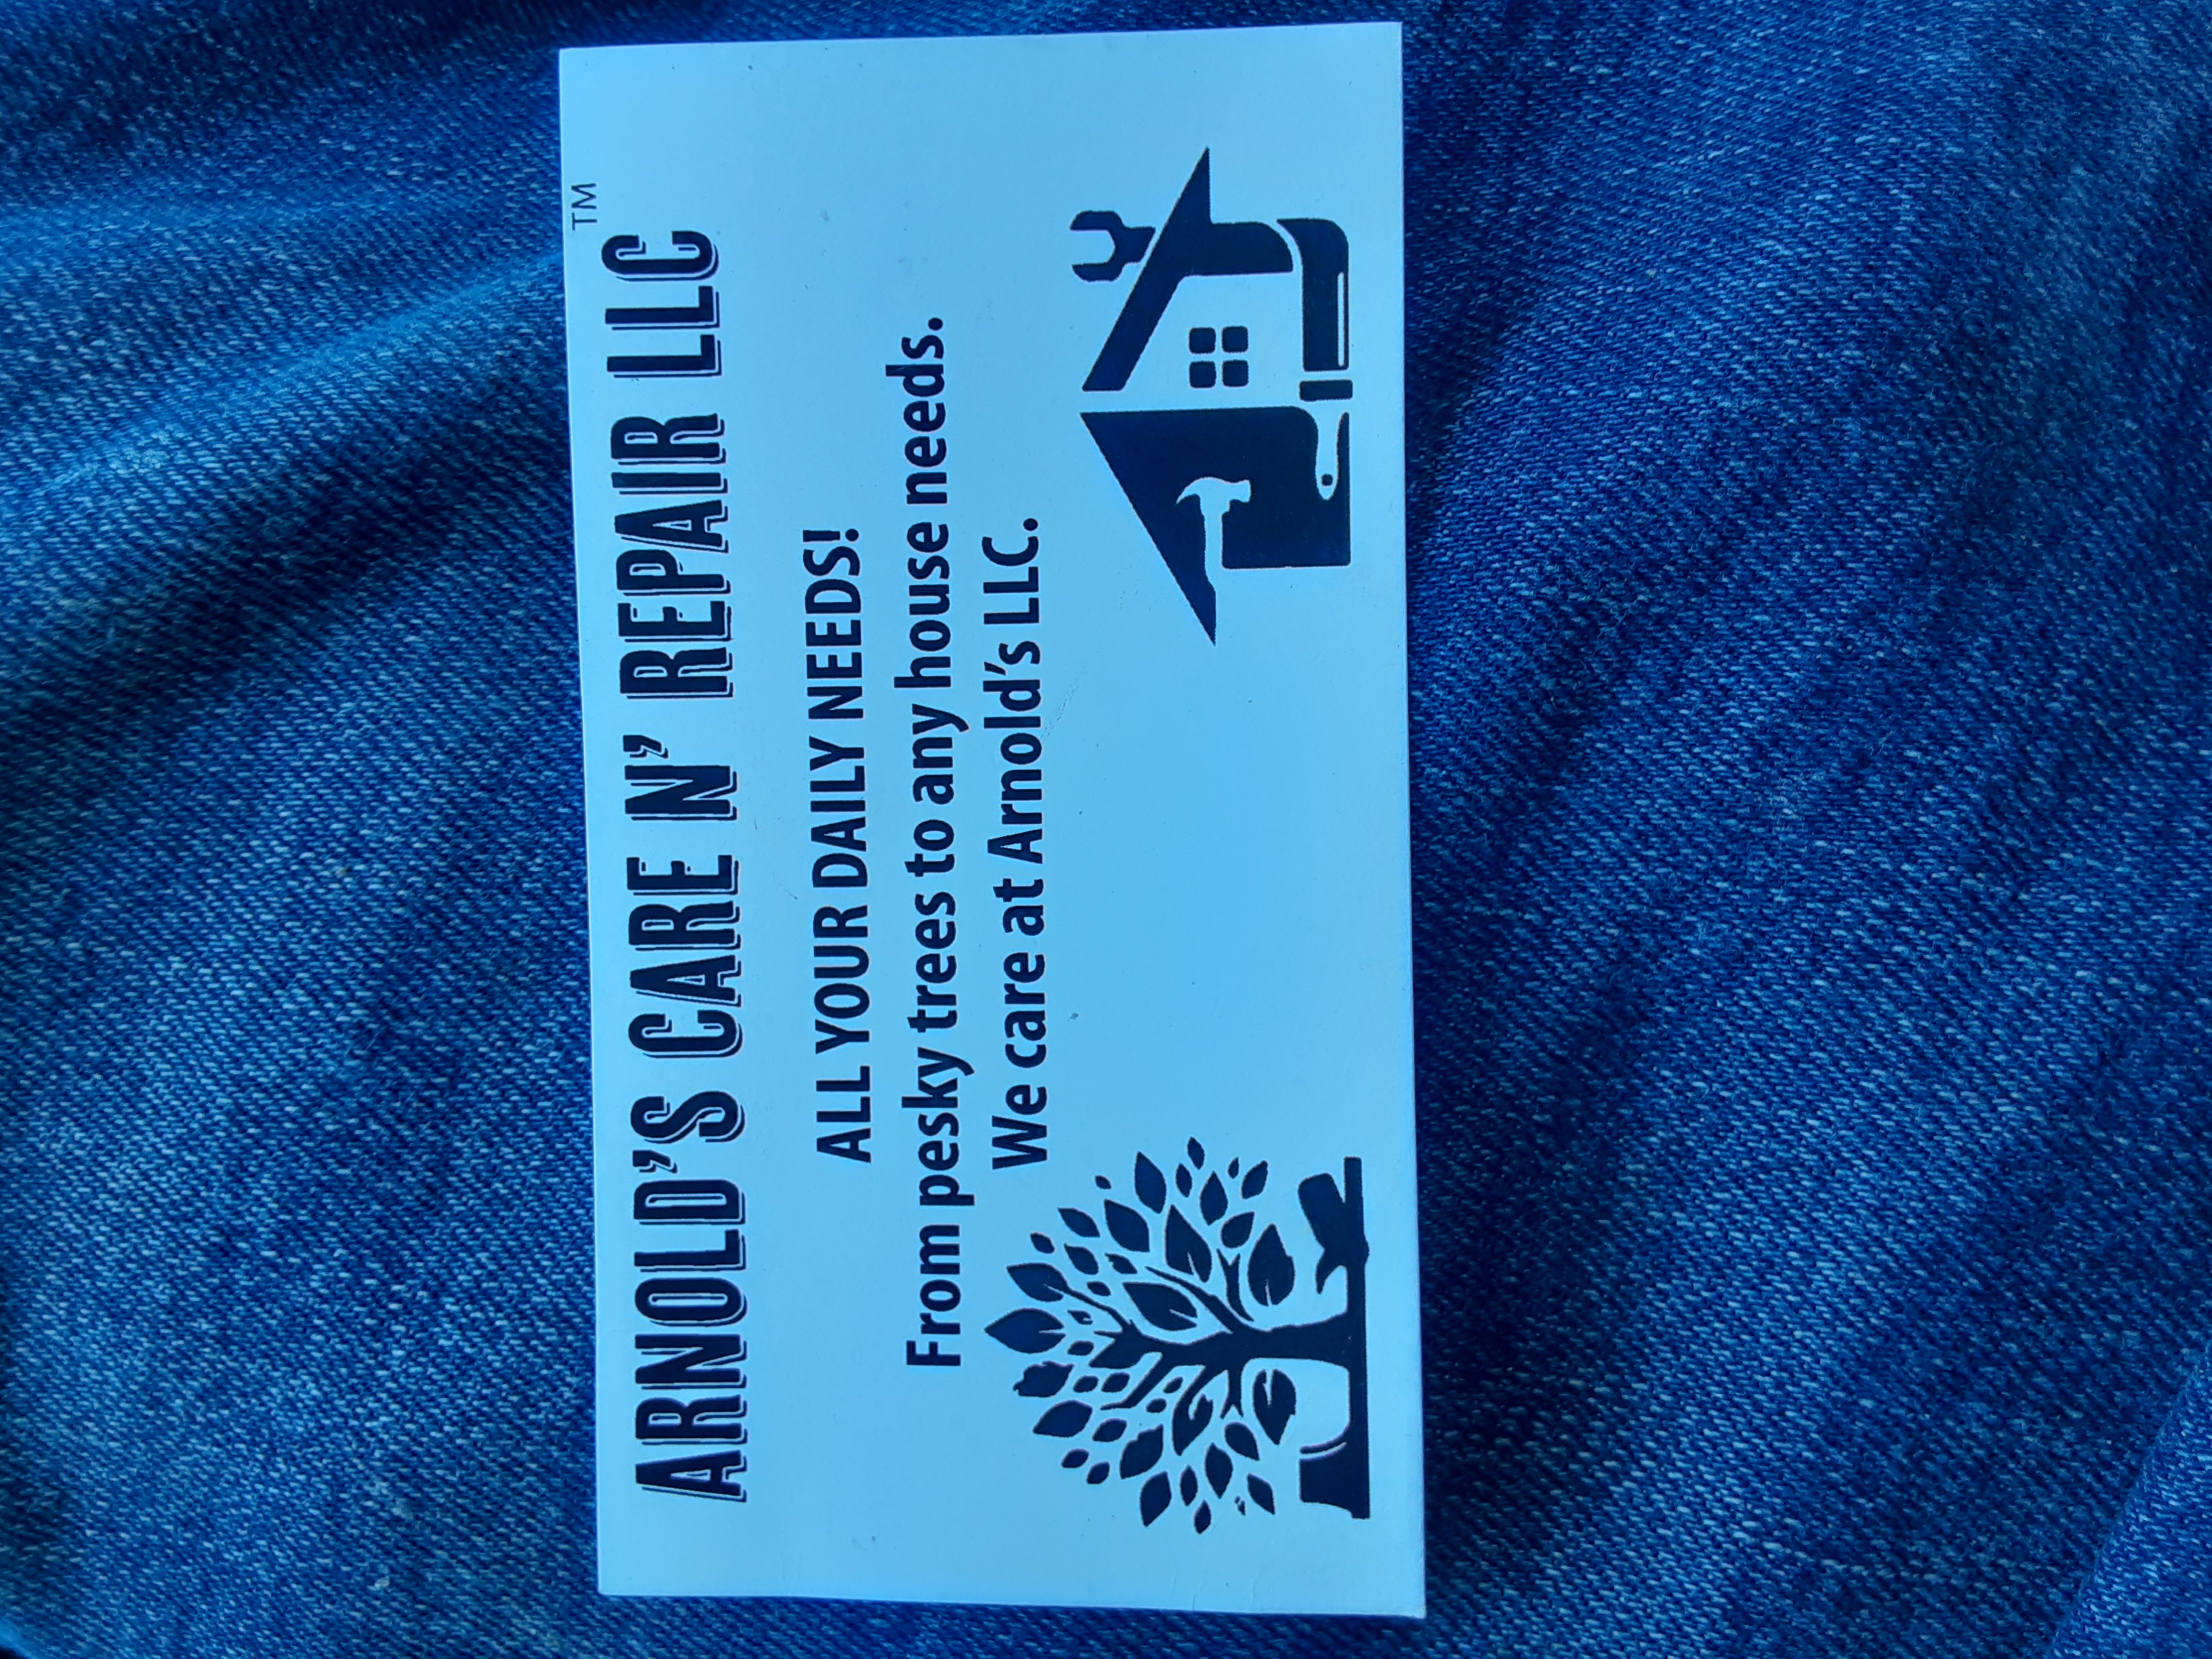 ARNOLD'S CARE N' REPAIR LLC™
ALL YOUR DAILY NEEDS!
From pesky trees to any house needs.
We care at Arnold's LLC.